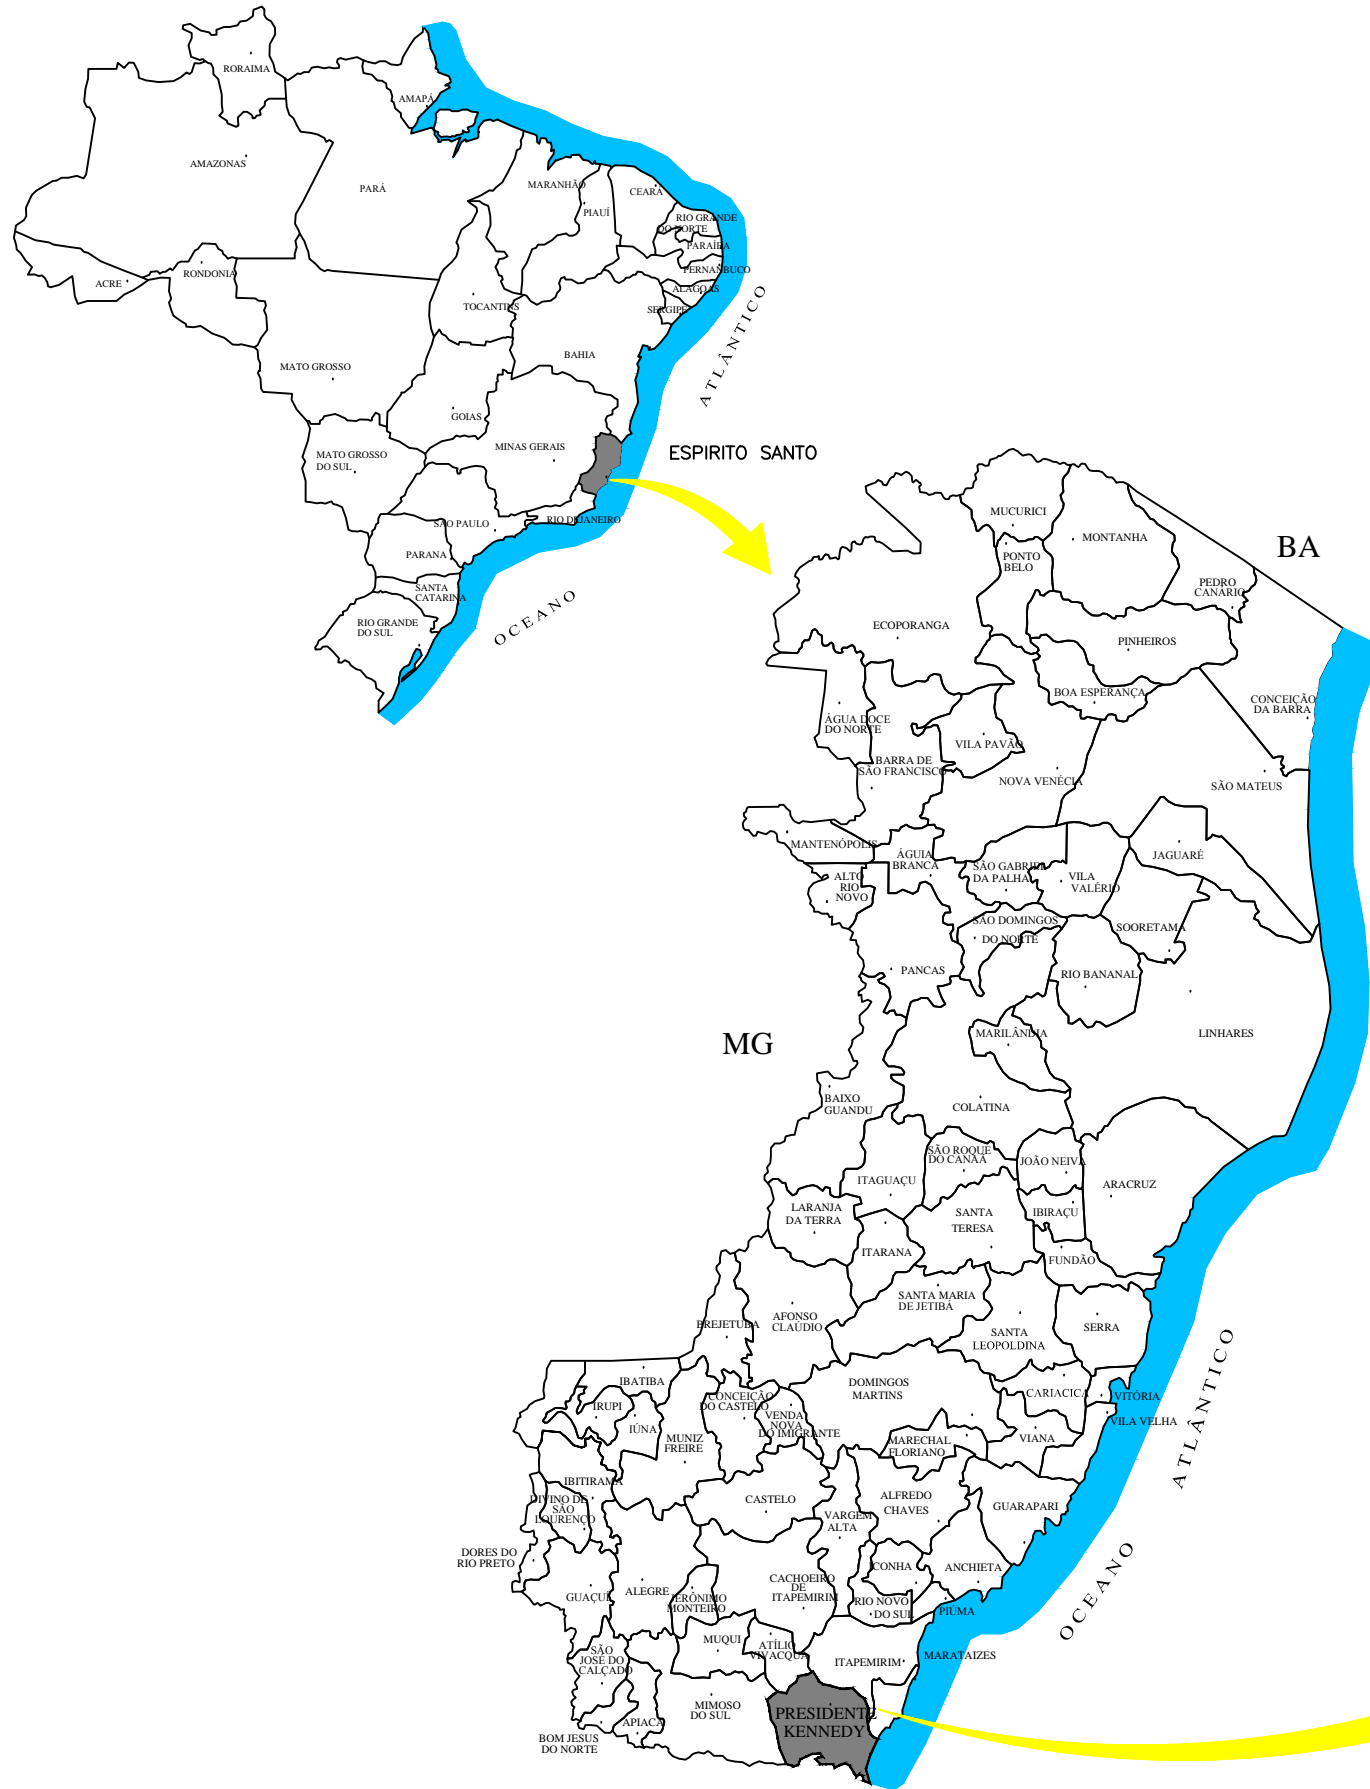 RORAIMA
AMAPÁ
AMAZONAS
PARÁ
MARANHÃO
PIAUÍ
CEARÁ
RIO GRANDE
DO NORTE
PARAÍBA
PERNANBUCO
ALAGOAS
SERGIPE
ACRE
RONDONIA
TOCANTINS
BAHIA
MATO GROSSO
GOIAS
MINAS GERAIS
MATO GROSSO
DO SUL
SÃO PAULO
RIO DEJANEIRO
PARANA
SANTA
CATARINA
RIO GRANDE
DO SUL
OCEANO
ATLÂNTICO
ESPIRITO SANTO
BA
MG
MUCURICI
MONTANHA
PONTO
BELO
PEDRO
CANÁRIO
ECOPORANGA
PINHEIROS
BOA ESPERANÇA
CONCEIÇÃO
DA BARRA
ÁGUA DOCE
DO NORTE
VILA PAVÃO
BARRA DE
SÃO FRANCISCO
NOVA VENÉCIA
SÃO MATEUS
MANTENÓPOLIS
ÁGUIA
BRANCA
SÃO GABRIEL
DA PALHA
VILA
VALÉRIO
JAGUARÉ
ALTO
RIO
NOVO
SÃO DOMINGOS
DO NORTE
SOORETAMA
PANCAS
RIO BANANAL
MARILÂNDIA
LINHARES
BAIXO
GUANDU
COLATINA
SÃO ROQUE
DO CANAÃ
JOÃO NEIVA
ITAGUAÇU
ARACRUZ
LARANJA
DA TERRA
SANTA
TERESA
IBIRAÇU
ITARANA
FUNDÃO
SANTA MARIA
DE JETIBÁ
AFONSO
CLÁUDIO
BREJETUBA
SANTA
LEOPOLDINA
SERRA
IBATIBA
DOMINGOS
MARTINS
CARIACICA
VITÓRIA
VILA VELHA
IRUPI
IÚNA
CONCEIÇÃO
DO CASTELO
VENDA
NOVA
DO IMIGRANTE
MUNIZ
FREIRE
MARECHAL
FLORIANO
VIANA
IBITIRAMA
DIVINO DE
SÃO
LOURENÇO
CASTELO
VARGEM
ALTA
ALFREDO
CHAVES
GUARAPARI
DORES DO
RIO PRETO
GUAÇUÍ
ALEGRE
JERÔNIMO
MONTEIRO
CACHOEIRO
DE
ITAPEMIRIM
ICONHA
ANCHIETA
RIO NOVO
DO SUL
PIÚMA
SÃO
JOSÉ DO
CALÇADO
MUQUI
ATÍLIO
VIVACQUA
ITAPEMIRIM
MARATAIZES
MIMOSO
DO SUL
PRESIDENTE
KENNEDY
APIACÁ
BOM JESUS
DO NORTE
OCEANO
ATLÂNTICO